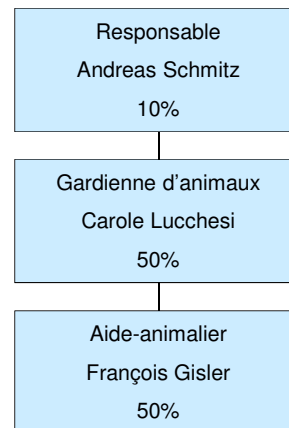 Responsable
Andreas Schmitz
10%
Gardienne d'animaux
Carole Lucchesi
50%
Aide-animalier
François Gisler
50%